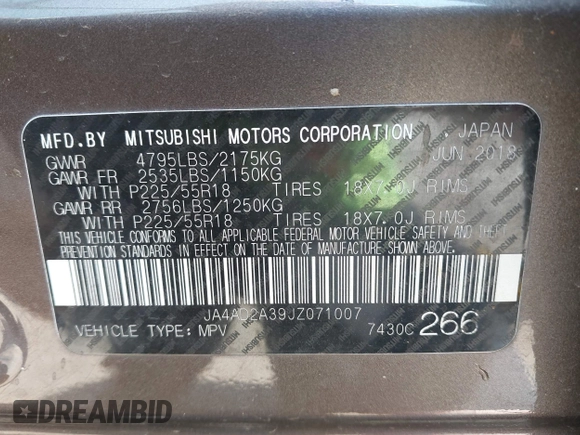 MFD.BY MITSUBISHI MOTORS CORPORATION, JAPAN
GVWR 4795LBS/2175KG JUN 2018
GAWR FR 2535LBS/1150KG
WITH P225/55R18 TIRES 18X7.0J RIMS
GAWR RR 2756LBS/1250KG
WITH P225/55R18 TIRES 18X7.0J RIMS
THIS VEHICLE CONFORMS TO ALL APPLICABLE FEDERAL MOTOR VEHICLE SAFETY AND THEFT
PREVENTION STANDARDS IN EFFECT ON THE DATE OF MANUFACTURE SHOWN ABOVE.
JA4AD2A39JZ071007
VEHICLE TYPE: MPV 7430C 266
DREAMBID